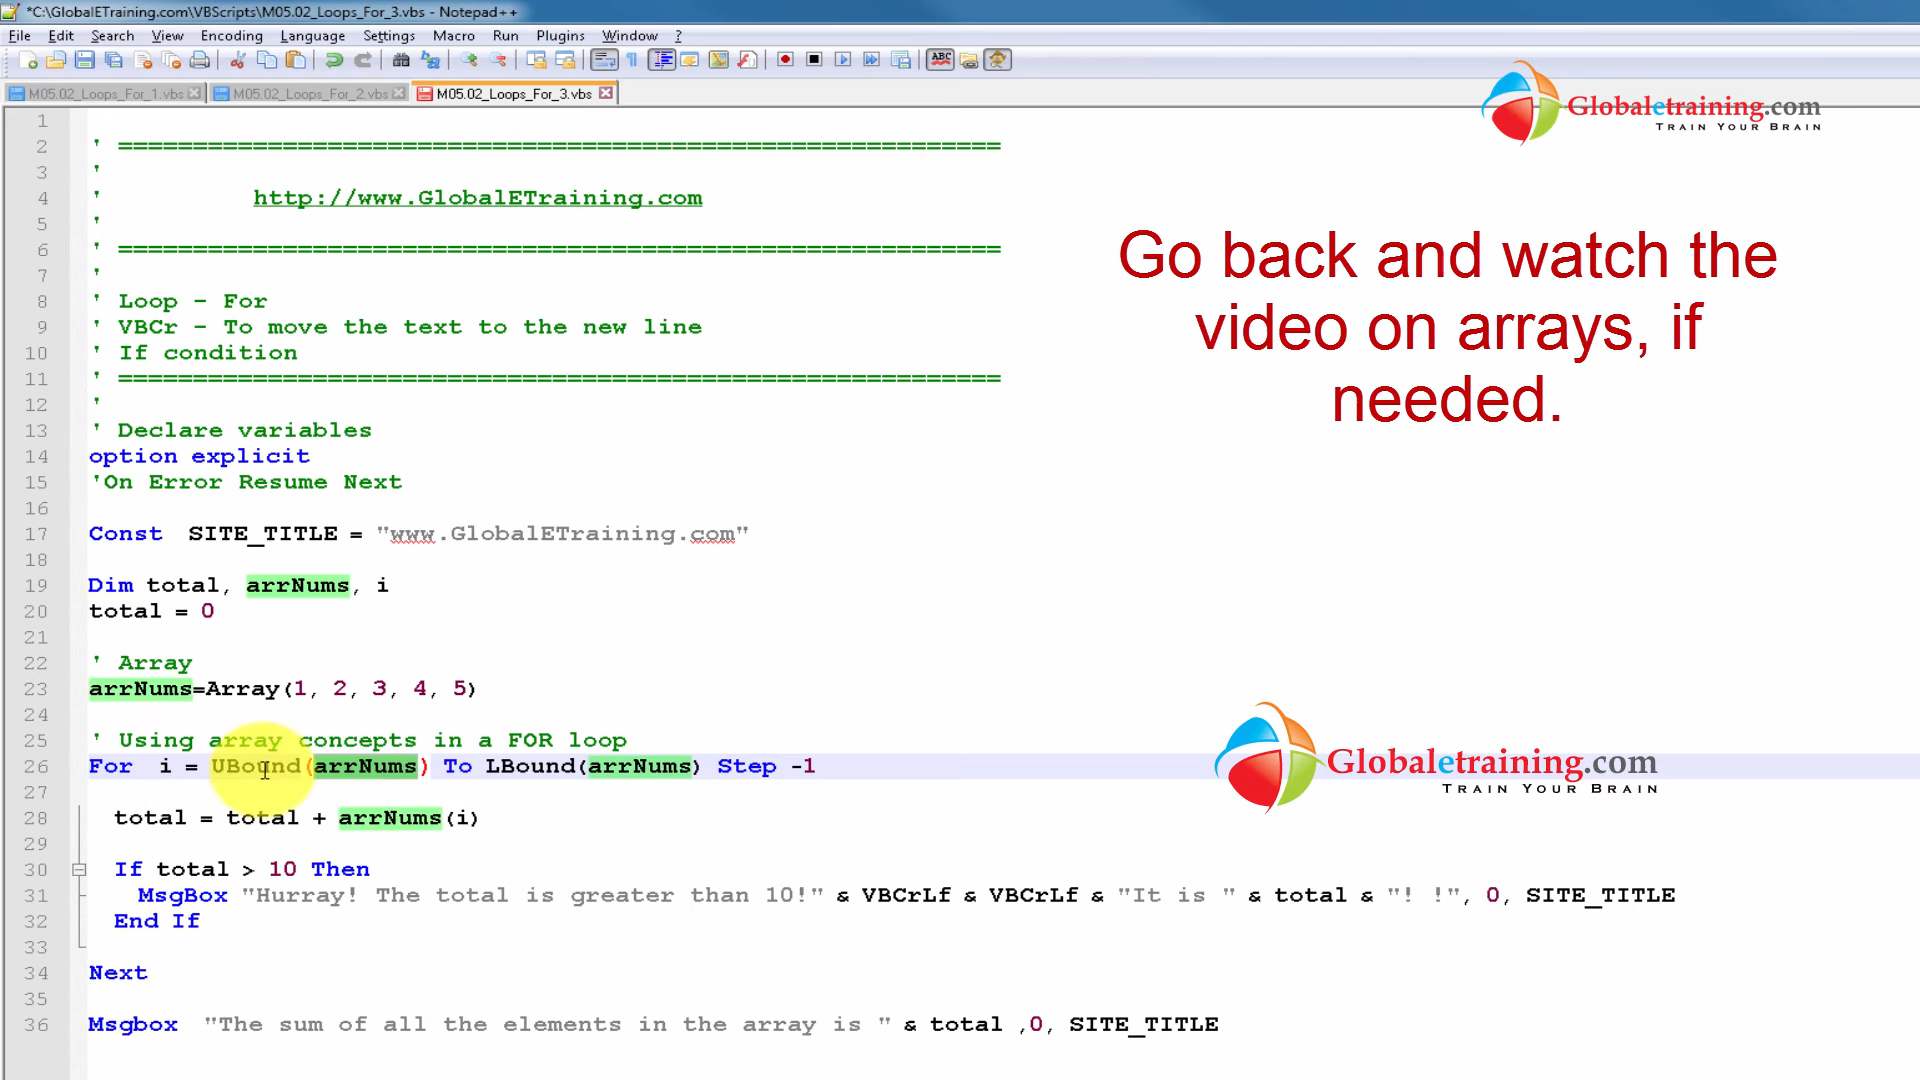 *C:\GlobalETraining.com\VBScripts\M05.02_Loops_For_3.vbs - Notepad++
File Edit Search View Encoding Language Settings Macro Run Plugins Window ?
M05.02_Loops_For_1.vbs M05.02_Loops_For_2.vbs M05.02_Loops_For_3.vbs
Globaletraining.com
TRAIN YOUR BRAIN
1
2 ' ===========================================================
3 '
4 ' http://www.GlobalETraining.com
5 '
6 ' ===========================================================
7 '
8 ' Loop - For
9 ' VBCr - To move the text to the new line
10 ' If condition
11 ' ===========================================================
12 '
13 ' Declare variables
14 option explicit
15 'On Error Resume Next
16
17 Const SITE_TITLE = "www.GlobalETraining.com"
18
19 Dim total, arrNums, i
20 total = 0
21
22 ' Array
23 arrNums=Array(1, 2, 3, 4, 5)
24
25 ' Using array concepts in a FOR loop
26 For i = UBound(arrNums) To LBound(arrNums) Step -1
27
28 total = total + arrNums(i)
29
30 If total > 10 Then
31 MsgBox "Hurray! The total is greater than 10!" & VBCrLf & VBCrLf & "It is " & total & "! !", 0, SITE_TITLE
32 End If
33
34 Next
35
36 Msgbox "The sum of all the elements in the array is " & total ,0, SITE_TITLE
Go back and watch the
video on arrays, if
needed.
Globaletraining.com
TRAIN YOUR BRAIN